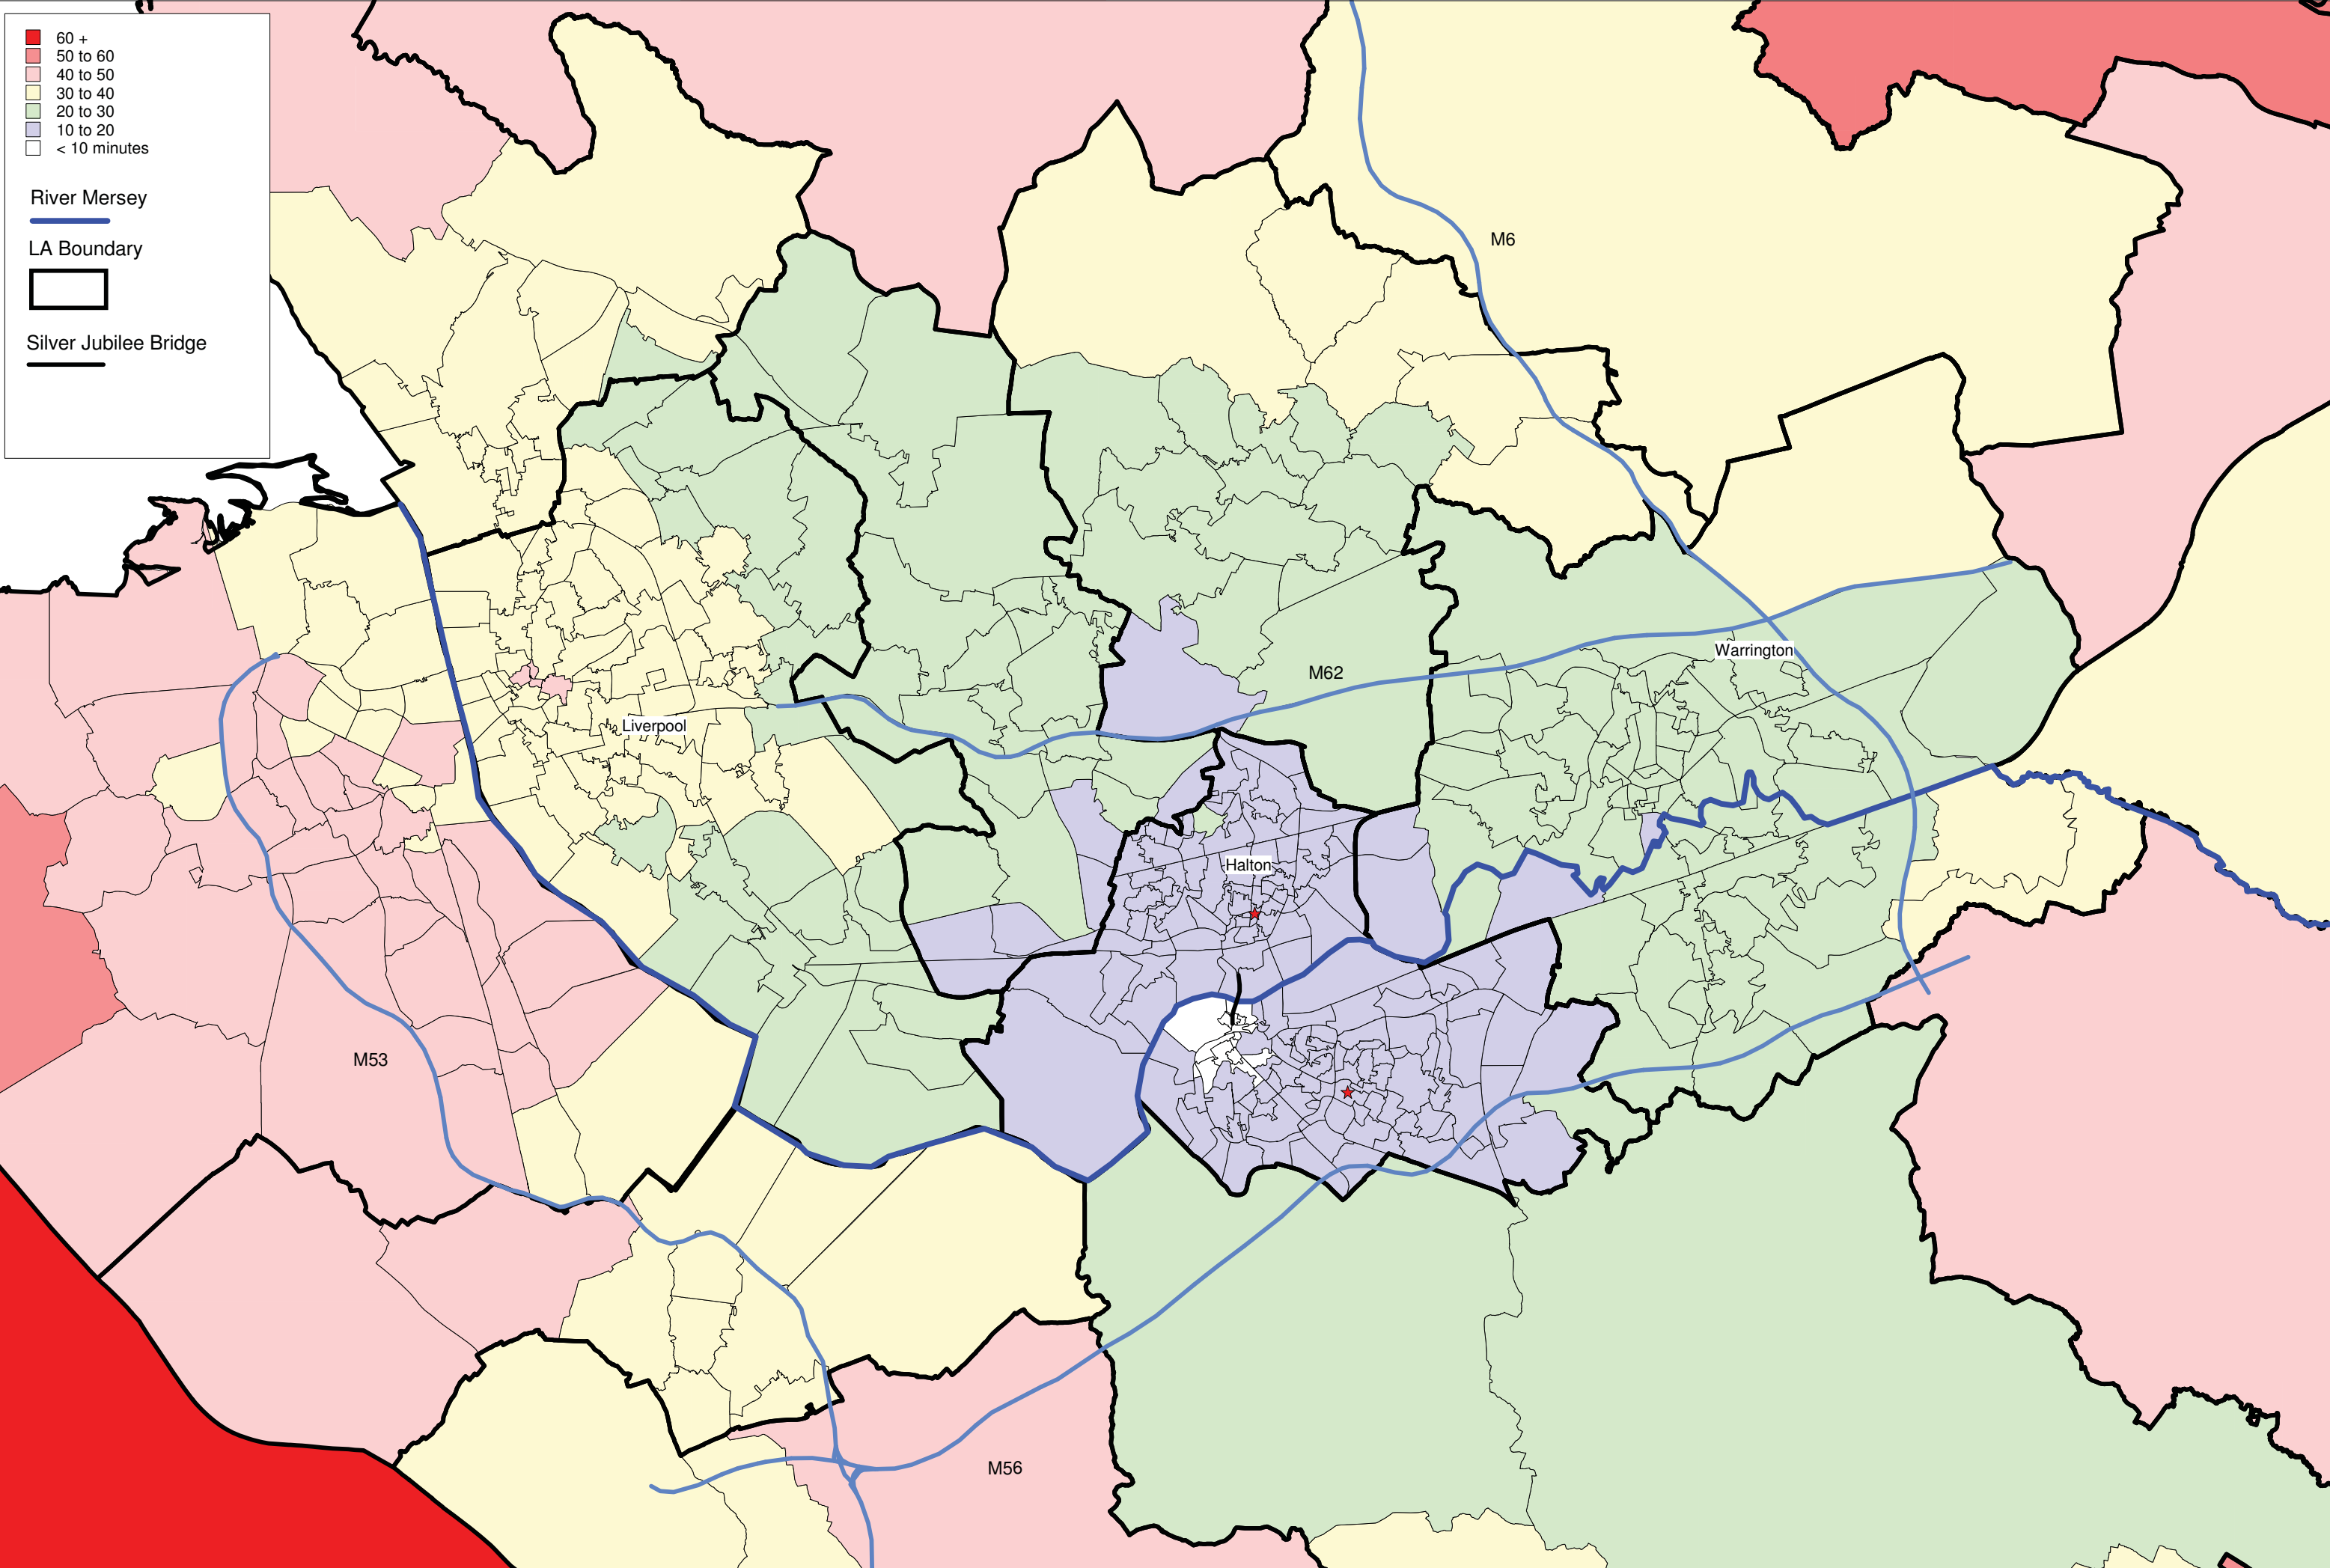 60 +
50 to 60
40 to 50
30 to 40
20 to 30
10 to 20
< 10 minutes
River Mersey
LA Boundary
Silver Jubilee Bridge
M6
Warrington
M62
Liverpool
Halton
M53
M56